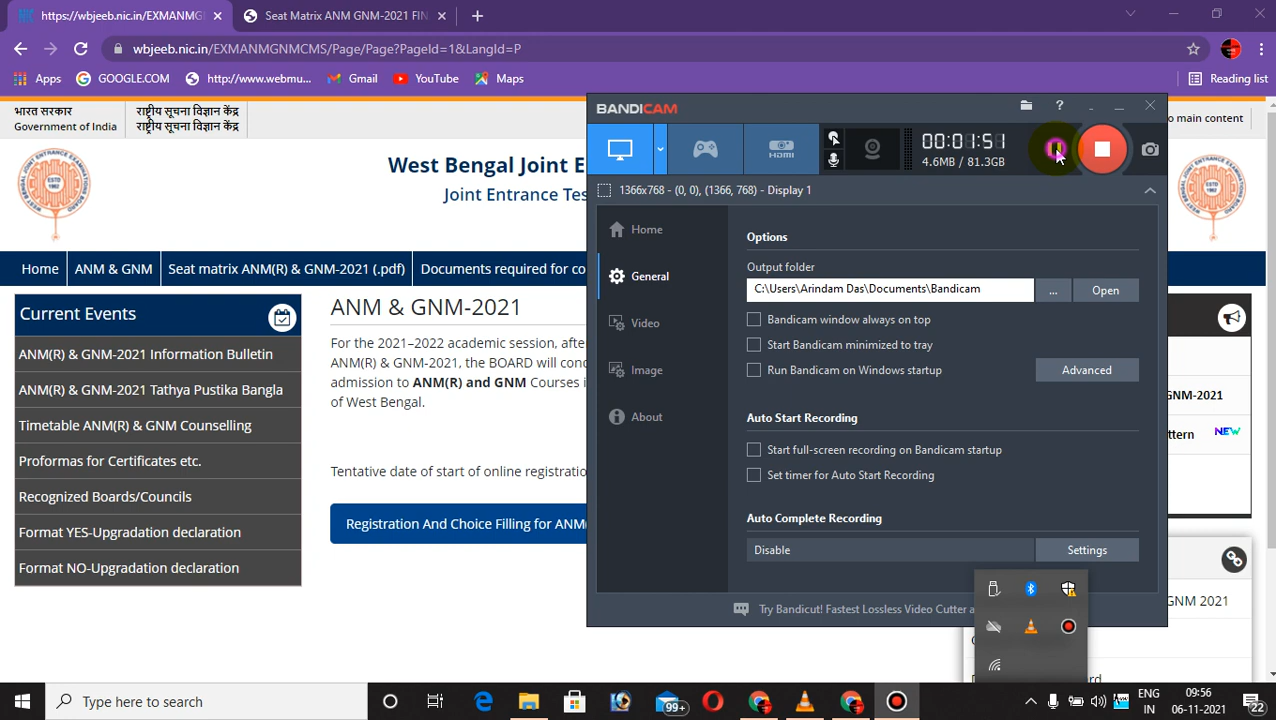 https://wbjeeb.nic.in/EXMANMG
Seat Matrix ANM GNM-2021 FIN
wbjeeb.nic.in/EXMANMGNMCMS/Page/Page?PageId=1&LangId=P
Apps
GOOGLE.COM
http://www.webmu...
Gmail
YouTube
Maps
Reading list
भारत सरकार
Government of India
राष्ट्रीय सूचना विज्ञान केंद्र
राष्ट्रीय सूचना विज्ञान केंद्र
o main content
West Bengal Joint E
Joint Entrance Te
Home
ANM & GNM
Seat matrix ANM(R) & GNM-2021 (.pdf)
Documents required for co
Current Events
ANM(R) & GNM-2021 Information Bulletin
ANM(R) & GNM-2021 Tathya Pustika Bangla
Timetable ANM(R) & GNM Counselling
Proformas for Certificates etc.
Recognized Boards/Councils
Format YES-Upgradation declaration
Format NO-Upgradation declaration
ANM & GNM-2021
For the 2021–2022 academic session, afte
ANM(R) & GNM-2021, the BOARD will cond
admission to ANM(R) and GNM Courses i
of West Bengal.
Tentative date of start of online registratio
Registration And Choice Filling for ANM(
BANDICAM
HDMI
00:01:51
4.6MB / 81.3GB
1366x768 - (0, 0), (1366, 768) - Display 1
Home
General
Video
Image
About
Options
Output folder
C:\Users\Arindam Das\Documents\Bandicam
...
Open
Bandicam window always on top
Start Bandicam minimized to tray
Run Bandicam on Windows startup
Advanced
Auto Start Recording
Start full-screen recording on Bandicam startup
Set timer for Auto Start Recording
Auto Complete Recording
Disable
Settings
Try Bandicut! Fastest Lossless Video Cutter a
GNM-2021
ttern
NEW
GNM 2021
Type here to search
99+
ENG
IN
09:56
06-11-2021
22